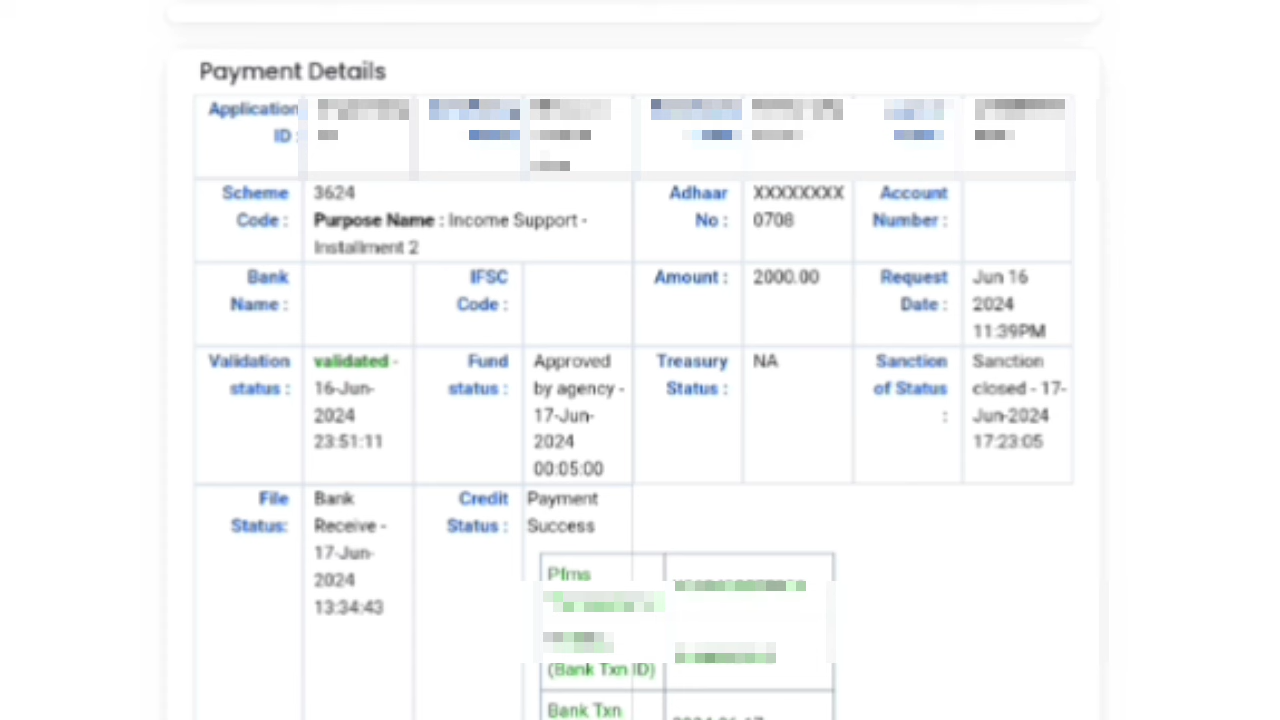 Payment Details
Application
ID :
Scheme
Code :
3624
Purpose Name : Income Support -
Installment 2
Adhaar
No :
XXXXXXXX
0708
Account
Number :
Bank
Name :
IFSC
Code :
Amount :
2000.00
Request
Date :
Jun 16
2024
11:39PM
Validation
status :
validated -
16-Jun-
2024
23:51:11
Fund
status :
Approved
by agency -
17-Jun-
2024
00:05:00
Treasury
Status :
NA
Sanction
of Status
:
Sanction
closed - 17-
Jun-2024
17:23:05
File
Status:
Bank
Receive -
17-Jun-
2024
13:34:43
Credit
Status :
Payment
Success
Pfms
(Bank Txn ID)
Bank Txn